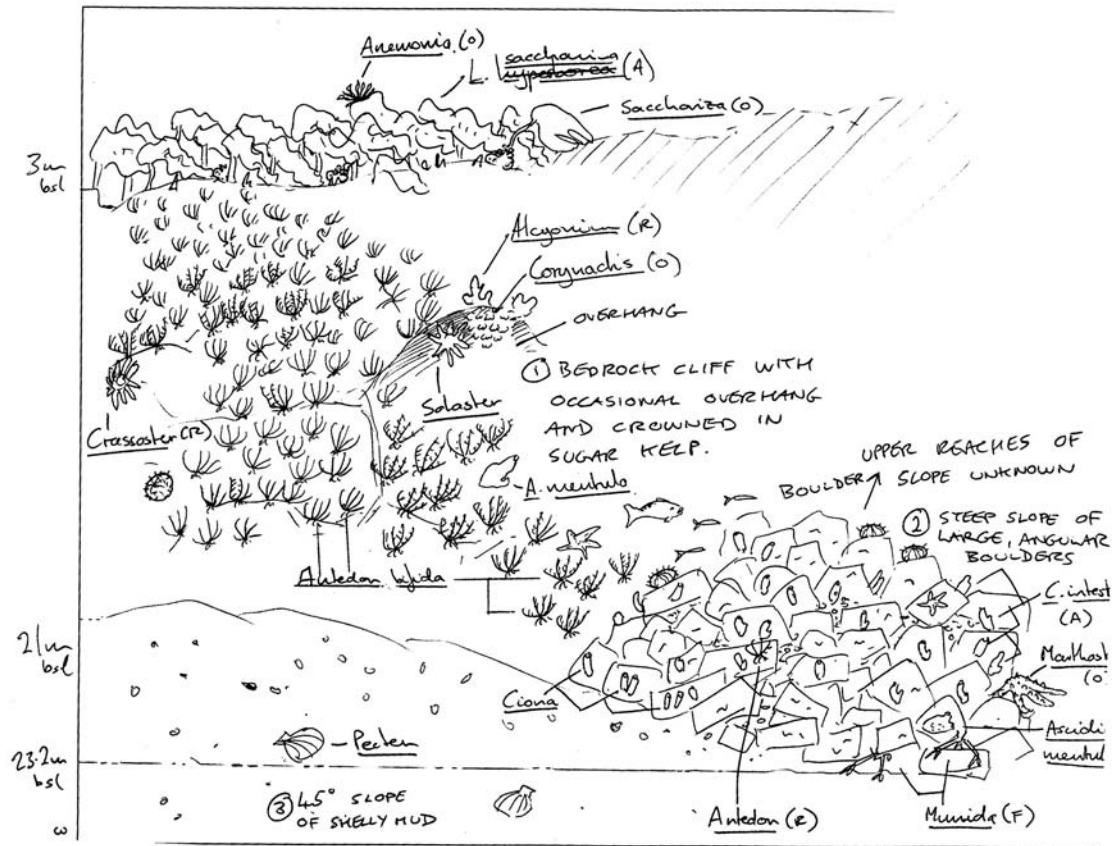 Anemonia (O)
L. saccharina
hyperborea (A)
Sacchoriza (O)
3m
bsl
Alcyonium (R)
Corynactis (O)
OVERHANG
① BEDROCK CLIFF WITH
OCCASIONAL OVERHANG
AND CROWNED IN
SUGAR KELP.
Solaster
Crossaster (R)
A. mentula
UPPER REACHES OF
BOULDER SLOPE UNKNOWN
② STEEP SLOPE OF
LARGE, ANGULAR
BOULDERS
Antedon bifida
C. intest
(A)
21m
bsl
Marthast
(O
Ciona
Ascidi
mentul
Pecten
23.2m
bsl
③ 45° SLOPE
OF SHELLY MUD
Antedon (R)
Munida (F)
∞